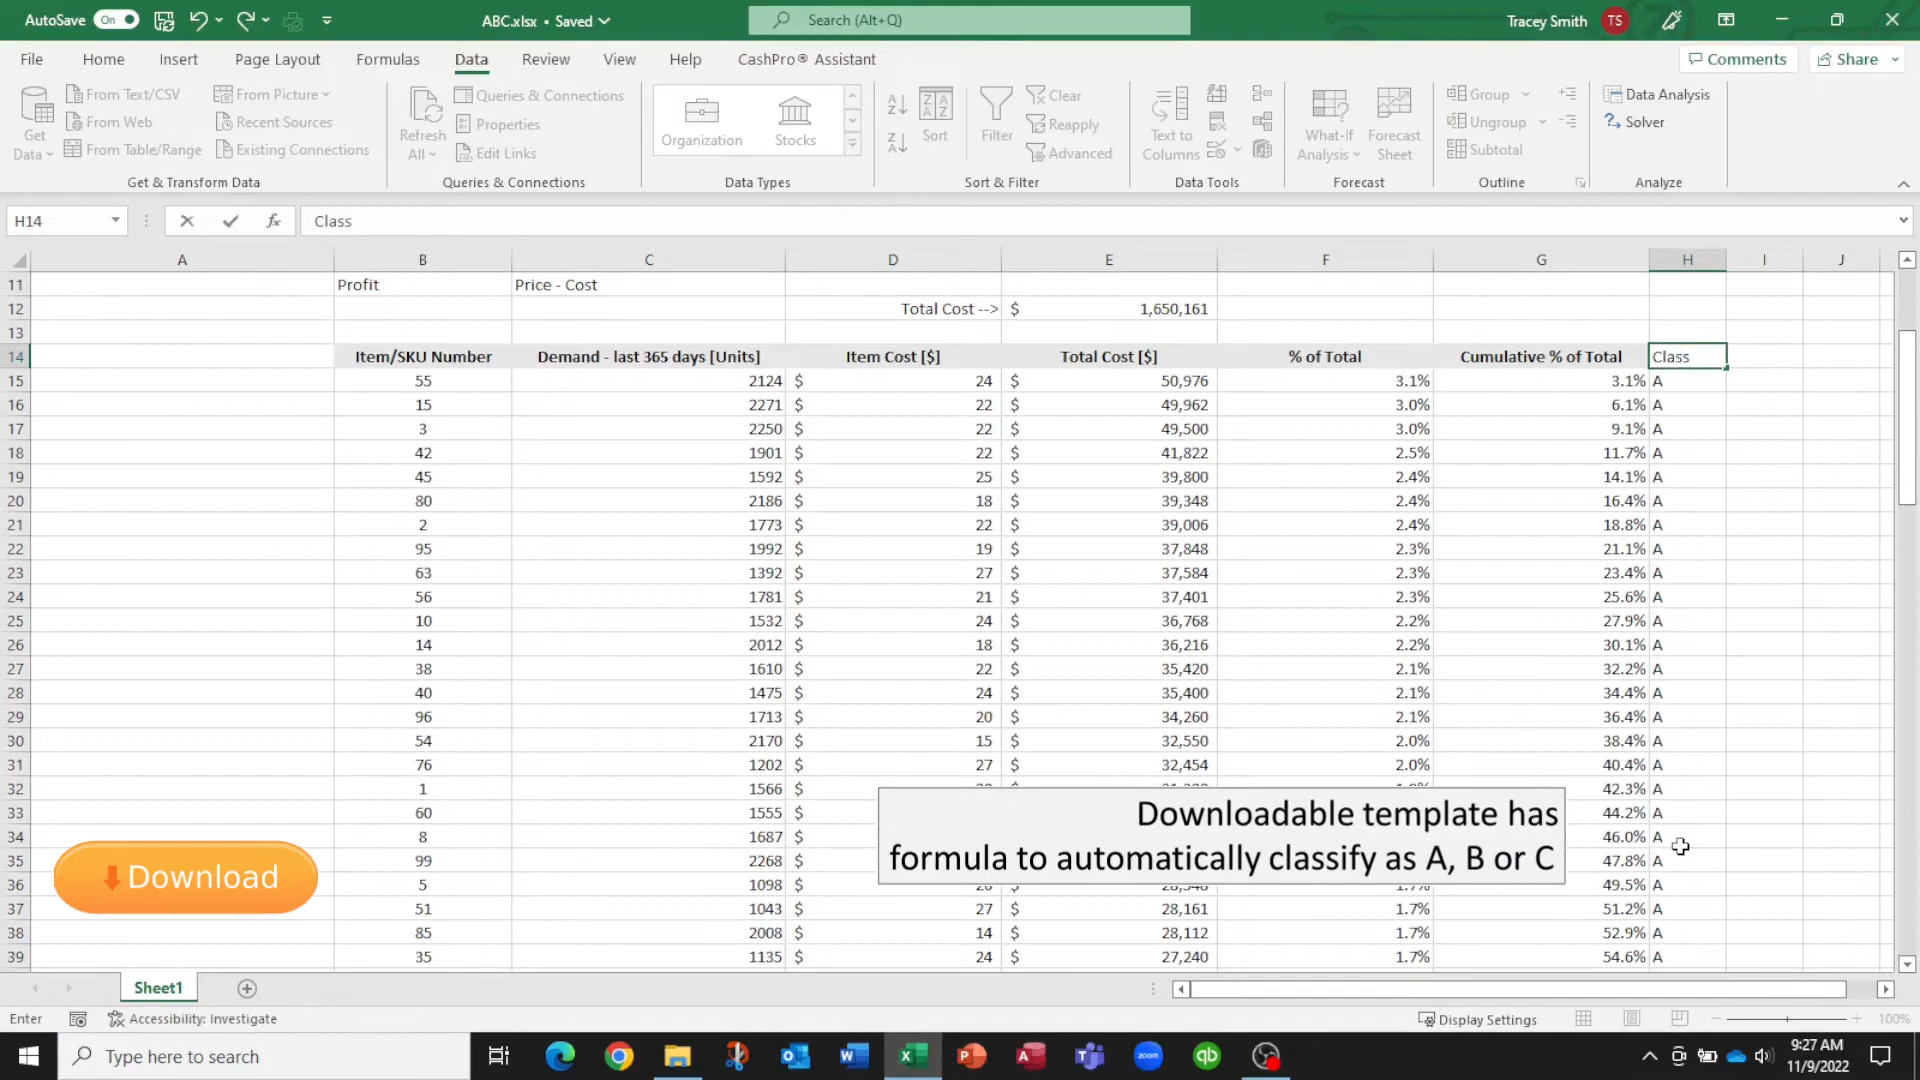 AutoSave On ABC.xlsx • Saved Search (Alt+Q) Tracey Smith TS
File Home Insert Page Layout Formulas Data Review View Help CashPro® Assistant Comments Share
Get Data From Text/CSV From Web From Table/Range From Picture Recent Sources Existing Connections
Get & Transform Data
Refresh All Queries & Connections Properties Edit Links
Queries & Connections
Organization Stocks
Data Types
Sort Filter Clear Reapply Advanced
Sort & Filter
Text to Columns
Data Tools
What-If Analysis Forecast Sheet
Forecast
Group Ungroup Subtotal
Outline
Data Analysis Solver
Analyze
H14 fx Class
A B C D E F G H I J
11 Profit Price - Cost
12 Total Cost --> $ 1,650,161
13
14 Item/SKU Number Demand - last 365 days [Units] Item Cost [$] Total Cost [$] % of Total Cumulative % of Total Class
15 55 2124 $ 24 $ 50,976 3.1% 3.1% A
16 15 2271 $ 22 $ 49,962 3.0% 6.1% A
17 3 2250 $ 22 $ 49,500 3.0% 9.1% A
18 42 1901 $ 22 $ 41,822 2.5% 11.7% A
19 45 1592 $ 25 $ 39,800 2.4% 14.1% A
20 80 2186 $ 18 $ 39,348 2.4% 16.4% A
21 2 1773 $ 22 $ 39,006 2.4% 18.8% A
22 95 1992 $ 19 $ 37,848 2.3% 21.1% A
23 63 1392 $ 27 $ 37,584 2.3% 23.4% A
24 56 1781 $ 21 $ 37,401 2.3% 25.6% A
25 10 1532 $ 24 $ 36,768 2.2% 27.9% A
26 14 2012 $ 18 $ 36,216 2.2% 30.1% A
27 38 1610 $ 22 $ 35,420 2.1% 32.2% A
28 40 1475 $ 24 $ 35,400 2.1% 34.4% A
29 96 1713 $ 20 $ 34,260 2.1% 36.4% A
30 54 2170 $ 15 $ 32,550 2.0% 38.4% A
31 76 1202 $ 27 $ 32,454 2.0% 40.4% A
32 1 1566 $ 42.3% A
33 60 1555 $ 44.2% A
34 8 1687 $ 46.0% A
35 99 2268 $ 47.8% A
36 5 1098 $ 49.5% A
37 51 1043 $ 27 $ 28,161 1.7% 51.2% A
38 85 2008 $ 14 $ 28,112 1.7% 52.9% A
39 35 1135 $ 24 $ 27,240 1.7% 54.6% A
Downloadable template has
formula to automatically classify as A, B or C
Download
Sheet1
Enter Accessibility: Investigate Display Settings 100%
Type here to search zoom qb 9:27 AM
11/9/2022